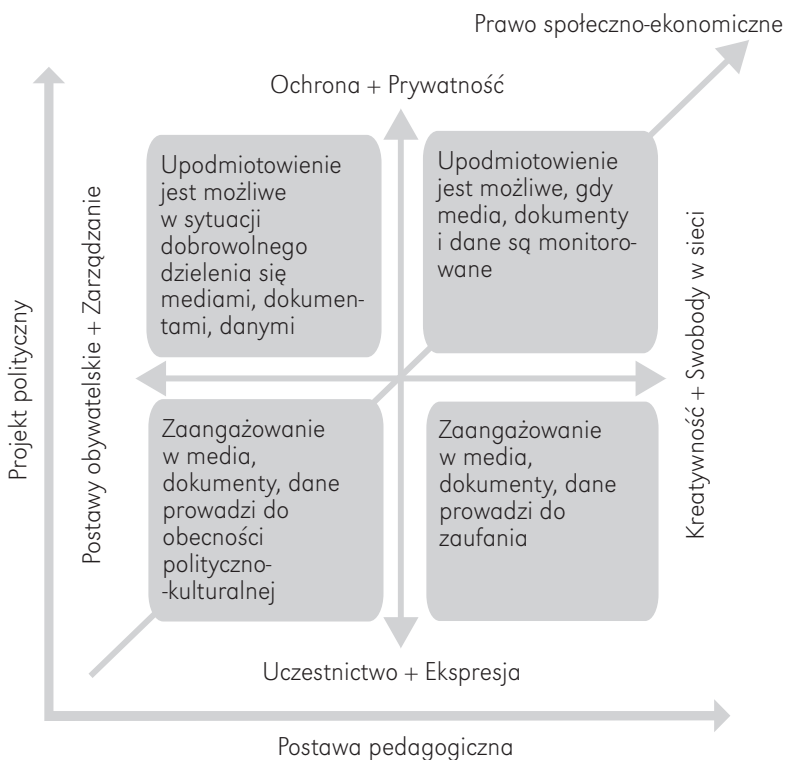 Prawo społeczno-ekonomiczne
Ochrona + Prywatność
Projekt polityczny
Postawy obywatelskie + Zarządzanie
Upodmiotowienie
jest możliwe
w sytuacji
dobrowolnego
dzielenia się
mediami, dokumen-
tami, danymi
Upodmiotowienie
jest możliwe, gdy
media, dokumenty
i dane są monitoro-
wane
Kreatywność + Swobody w sieci
Zaangażowanie
w media,
dokumenty, dane
prowadzi do
obecności
polityczno-
-kulturalnej
Zaangażowanie
w media,
dokumenty, dane
prowadzi do
zaufania
Uczestnictwo + Ekspresja
Postawa pedagogiczna